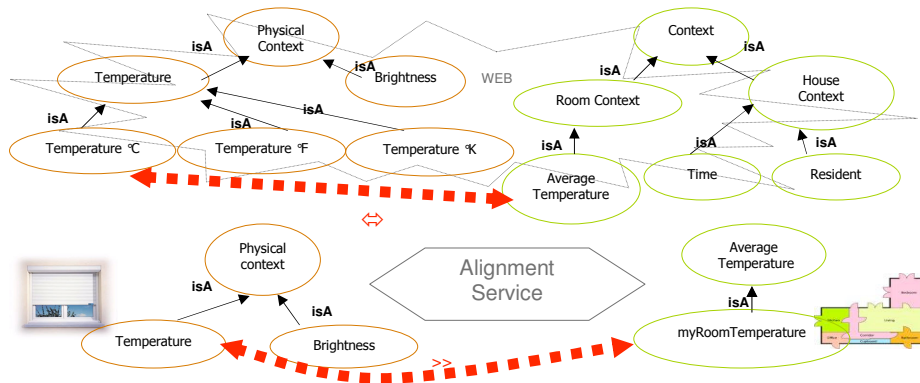 Physical
Context
isA
isA
Temperature
Brightness
WEB
isA
isA
isA
Temperature °C
Temperature °F
Temperature °K
Context
isA
isA
Room Context
House
Context
isA
isA
isA
Average
Temperature
Time
Resident
⇔
Physical
context
isA
isA
Temperature
Brightness
>>
Alignment
Service
Average
Temperature
isA
myRoomTemperature